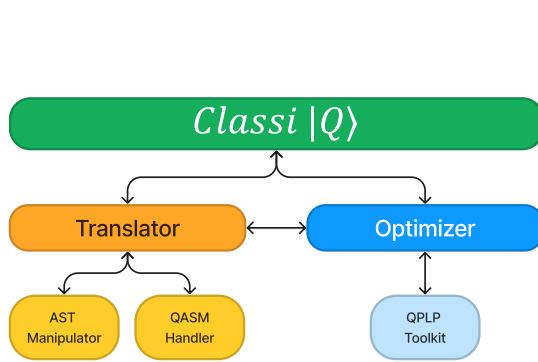 Classi |Q⟩
Translator
Optimizer
AST
Manipulator
QASM
Handler
QPLP
Toolkit